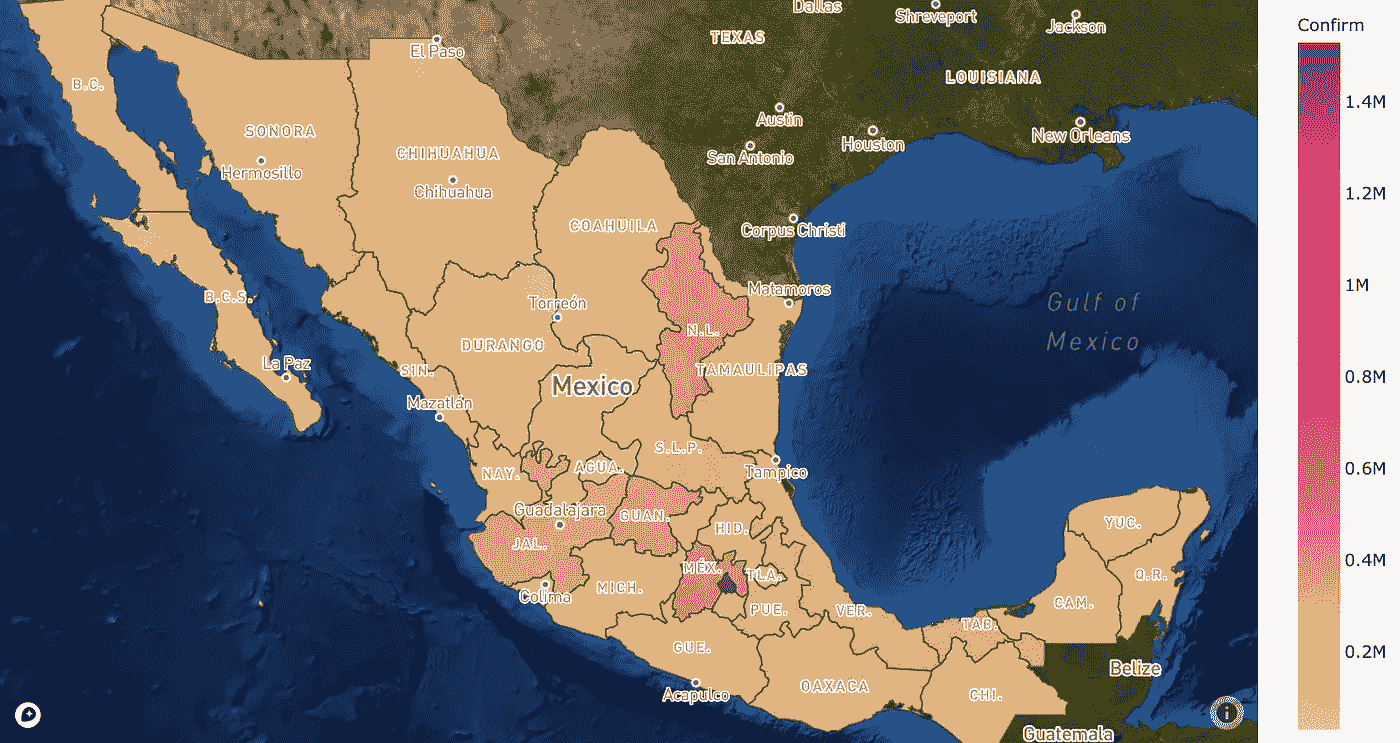 Dallas
Shreveport
Jackson
TEXAS
El Paso
LOUISIANA
B.C.
Austin
SONORA
New Orleans
Houston
CHIHUAHUA
San Antonio
Hermosillo
Chihuahua
COAHUILA
Corpus Christi
Matamoros
B.C.S.
Torreón
Gulf of
Mexico
N.L.
DURANGO
La Paz
SIN.
TAMAULIPAS
Mexico
Mazatlán
S.L.P.
NAY.
AGUA.
Tampico
Guadalajara
GUAN.
YUC.
HID.
JAL.
MÉX.
TLA.
Q.R.
MICH.
Colima
CAM.
PUE.
VER.
TAB.
GUE.
Belize
OAXACA
Acapulco
CHI.
Guatemala
Confirm
1.4M
1.2M
1M
0.8M
0.6M
0.4M
0.2M